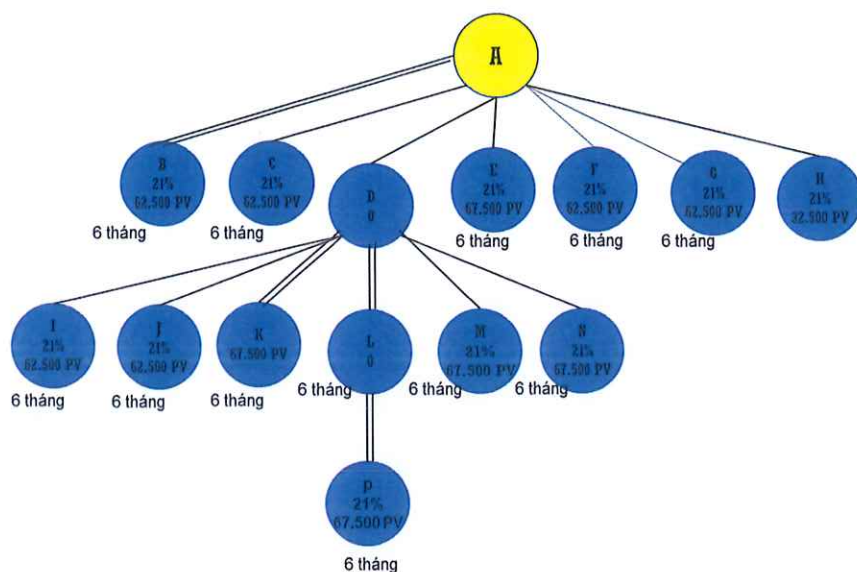 A
B
21%
62.500 PV
6 tháng
C
21%
62.500 PV
6 tháng
D
0
E
21%
67.500 PV
6 tháng
F
21%
62.500 PV
6 tháng
G
21%
62.500 PV
6 tháng
H
21%
32.500 PV
I
21%
62.500 PV
6 tháng
J
21%
62.500 PV
6 tháng
K
67.500 PV
6 tháng
L
0
6 tháng
M
21%
67.500 PV
6 tháng
N
21%
67.500 PV
6 tháng
P
21%
67.500 PV
6 tháng